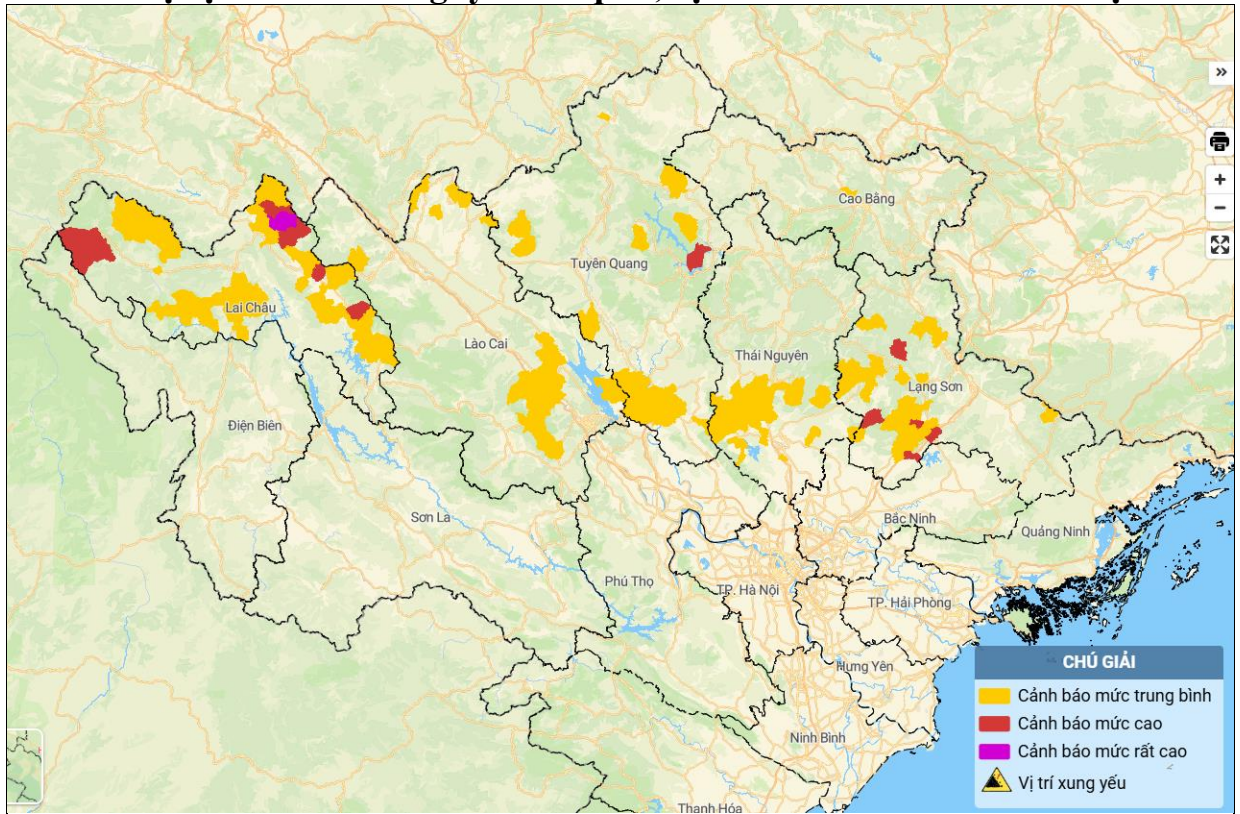 »
+
−
Cao Bằng
Tuyên Quang
Lai Châu
Lào Cai
Thái Nguyên
Lạng Sơn
Điện Biên
Sơn La
Bắc Ninh
Quảng Ninh
Phú Thọ
TP. Hà Nội
TP. Hải Phòng
Hưng Yên
Ninh Bình
Thanh Hóa
CHÚ GIẢI
Cảnh báo mức trung bình
Cảnh báo mức cao
Cảnh báo mức rất cao
Vị trí xung yếu